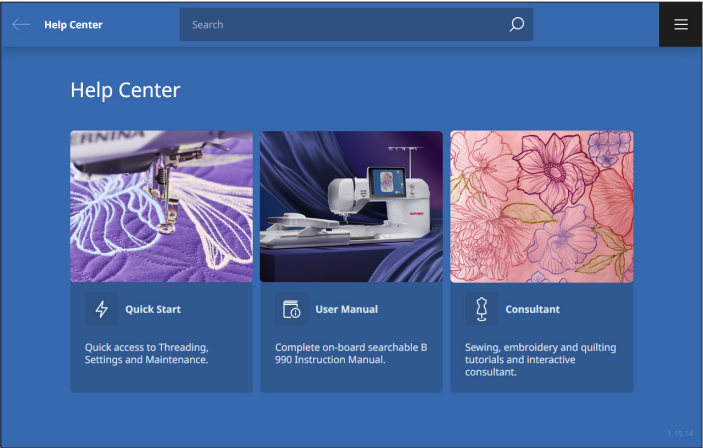 Help Center
Search
Help Center
RNINA
Quick Start
User Manual
Consultant
Quick access to Threading,
Settings and Maintenance.
Complete on-board searchable B
990 Instruction Manual.
Sewing, embroidery and quilting
tutorials and interactive
consultant.
1.19.14